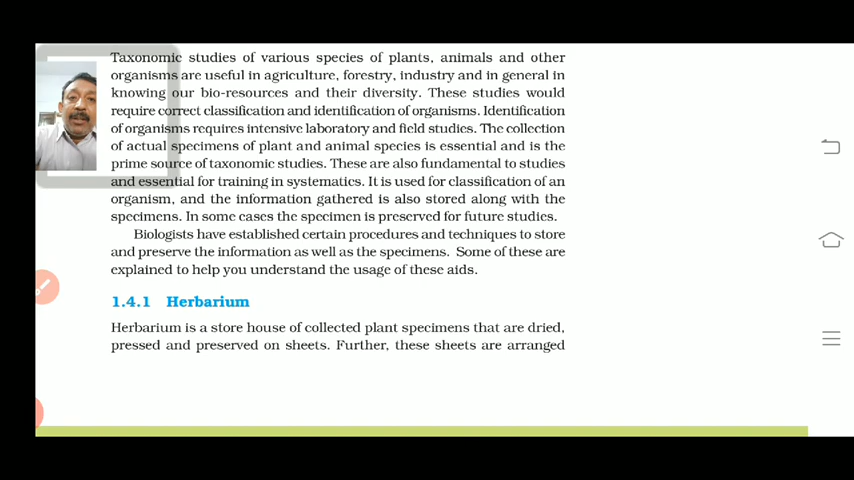 Taxonomic studies of various species of plants, animals and other
organisms are useful in agriculture, forestry, industry and in general in
knowing our bio-resources and their diversity. These studies would
require correct classification and identification of organisms. Identification
of organisms requires intensive laboratory and field studies. The collection
of actual specimens of plant and animal species is essential and is the
prime source of taxonomic studies. These are also fundamental to studies
and essential for training in systematics. It is used for classification of an
organism, and the information gathered is also stored along with the
specimens. In some cases the specimen is preserved for future studies.
Biologists have established certain procedures and techniques to store
and preserve the information as well as the specimens. Some of these are
explained to help you understand the usage of these aids.
1.4.1 Herbarium
Herbarium is a store house of collected plant specimens that are dried,
pressed and preserved on sheets. Further, these sheets are arranged